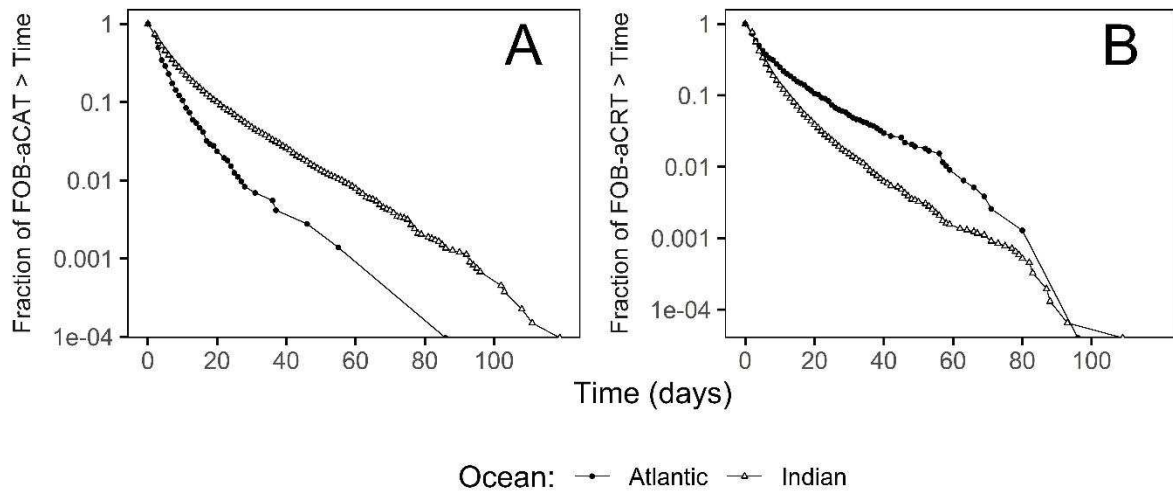 Fraction of FOB-aCAT > Time
1
0.1
0.01
0.001
1e-04
A
0 20 40 60 80 100
Fraction of FOB-aCRT > Time
1
0.1
0.01
0.001
1e-04
B
0 20 40 60 80 100
Time (days)
Ocean: Atlantic Indian